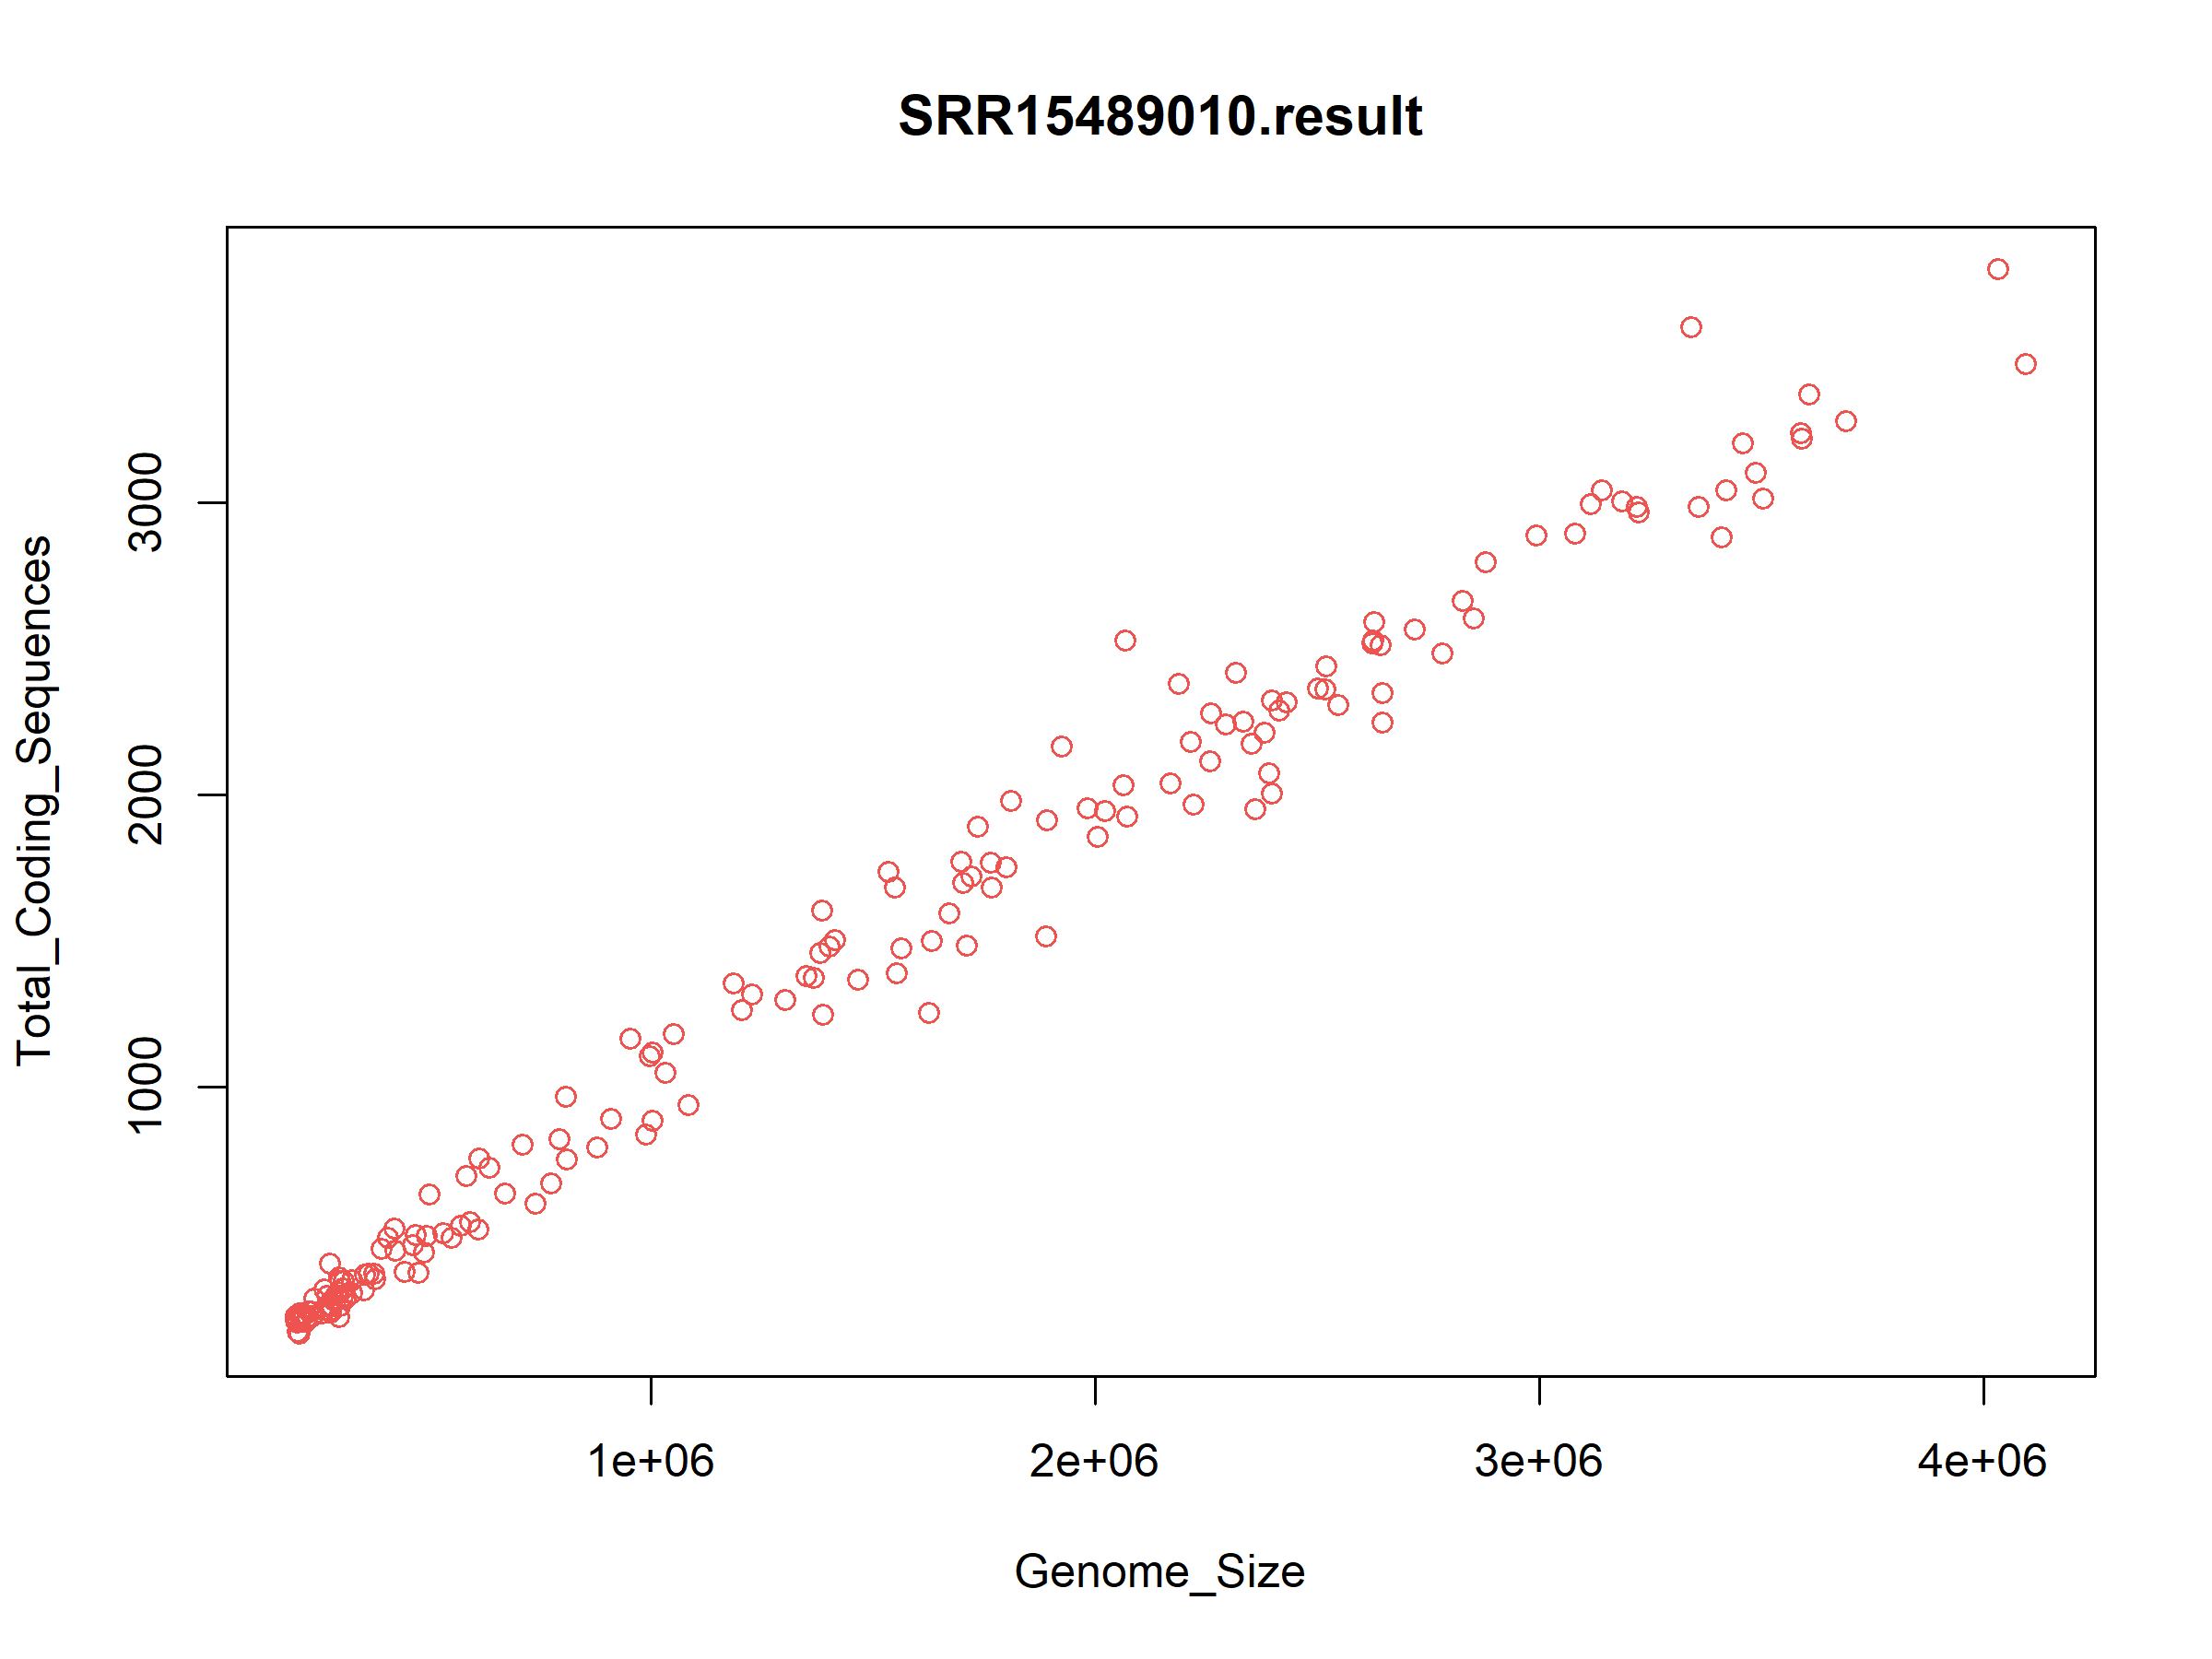 SRR15489010.result
Total_Coding_Sequences
3000
2000
1000
1e+06 2e+06 3e+06 4e+06
Genome_Size